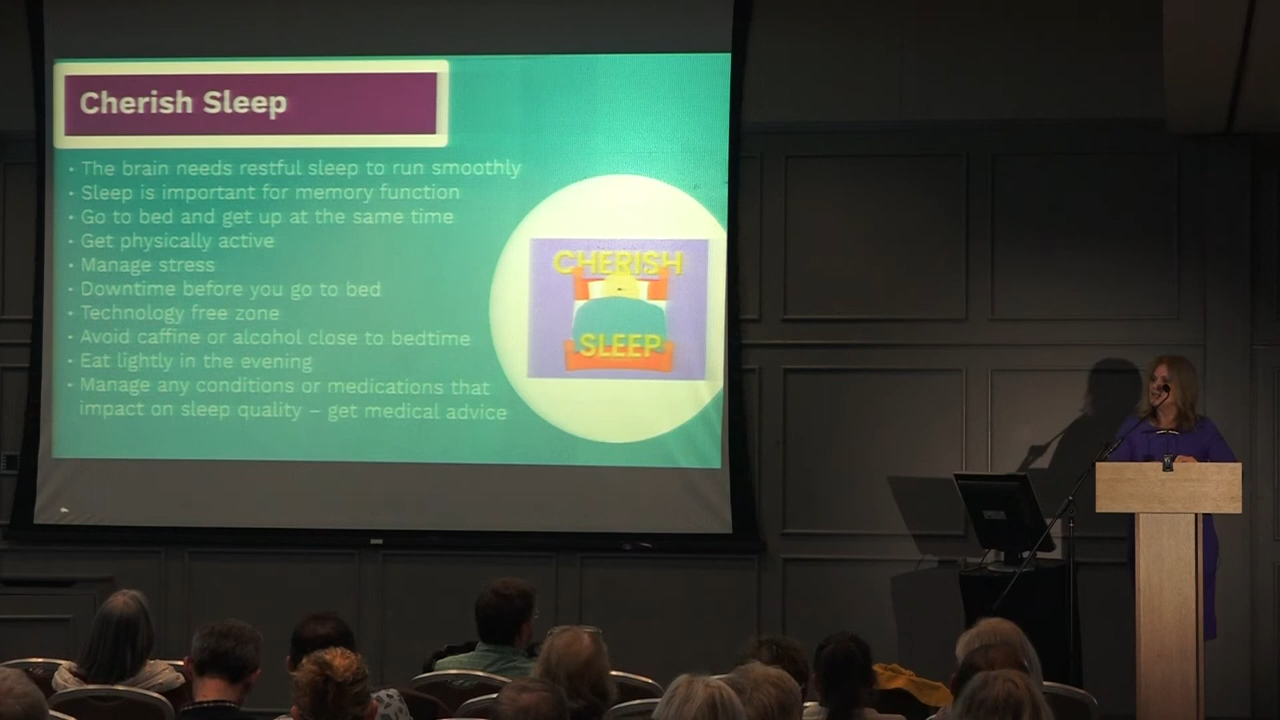 Cherish Sleep
• The brain needs restful sleep to run smoothly
• Sleep is important for memory function
• Go to bed and get up at the same time
• Get physically active
• Manage stress
• Downtime before you go to bed
• Technology free zone
• Avoid caffine or alcohol close to bedtime
• Eat lightly in the evening
• Manage any conditions or medications that
impact on sleep quality – get medical advice
CHERISH
SLEEP